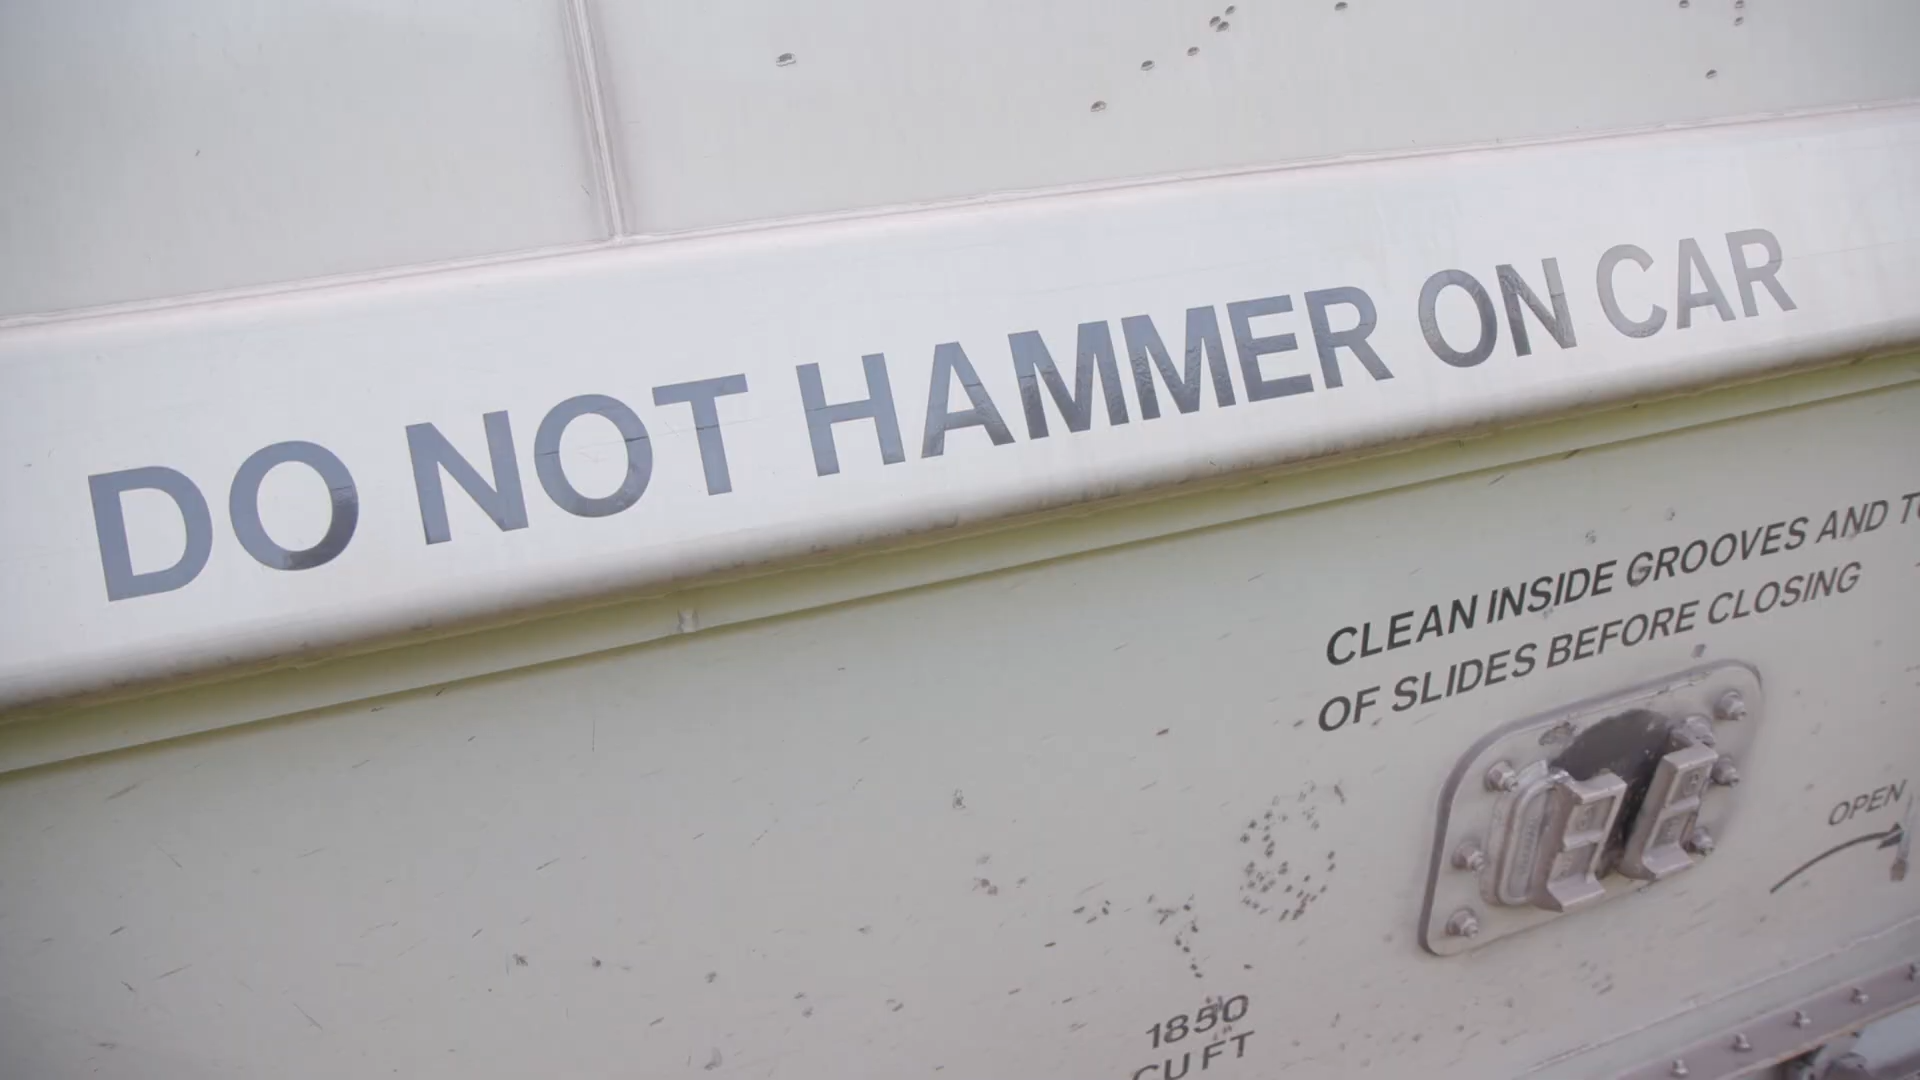 DO NOT HAMMER ON CAR
CLEAN INSIDE GROOVES AND
OF SLIDES BEFORE CLOSING
OPEN
1850
CU FT